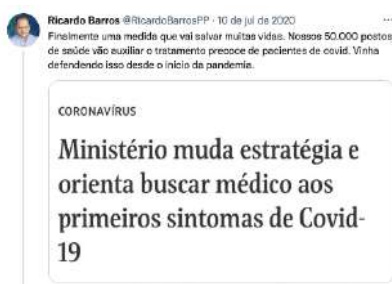 Ricardo Barros @RicardoBarrosPP · 10 de jul de 2020 ...
Finalmente uma medida que vai salvar muitas vidas. Nossos 50.000 postos
de saúde vão auxiliar o tratamento precoce de pacientes de covid. Vinha
defendendo isso desde o início da pandemia.
CORONAVÍRUS
Ministério muda estratégia e
orienta buscar médico aos
primeiros sintomas de Covid-
19